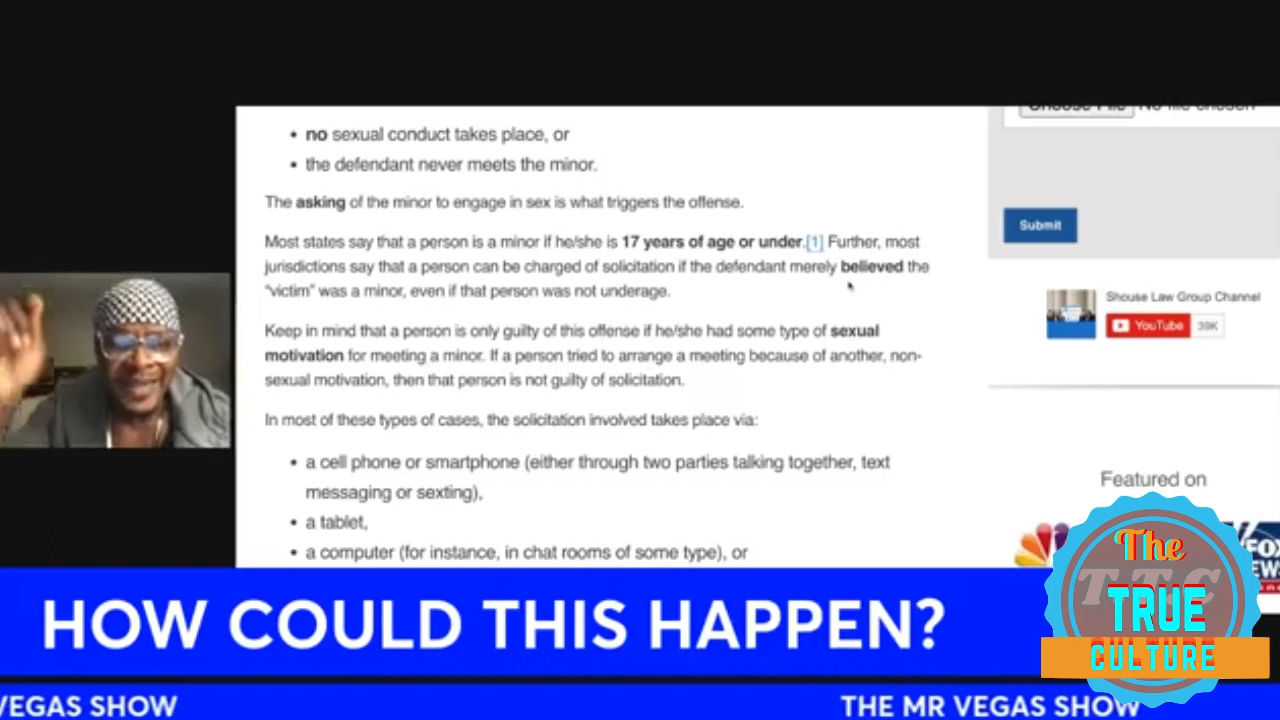 Choose File No file chosen
• no sexual conduct takes place, or
• the defendant never meets the minor.
The asking of the minor to engage in sex is what triggers the offense.
Most states say that a person is a minor if he/she is 17 years of age or under.[1] Further, most
jurisdictions say that a person can be charged of solicitation if the defendant merely believed the
“victim” was a minor, even if that person was not underage.
Keep in mind that a person is only guilty of this offense if he/she had some type of sexual
motivation for meeting a minor. If a person tried to arrange a meeting because of another, non-
sexual motivation, then that person is not guilty of solicitation.
In most of these types of cases, the solicitation involved takes place via:
• a cell phone or smartphone (either through two parties talking together, text
messaging or sexting),
• a tablet,
• a computer (for instance, in chat rooms of some type), or
Submit
Shouse Law Group Channel
YouTube 39K
Featured on
FOX
The
TTC
TRUE
CULTURE
HOW COULD THIS HAPPEN?
VEGAS SHOW
THE MR VEGAS SHOW